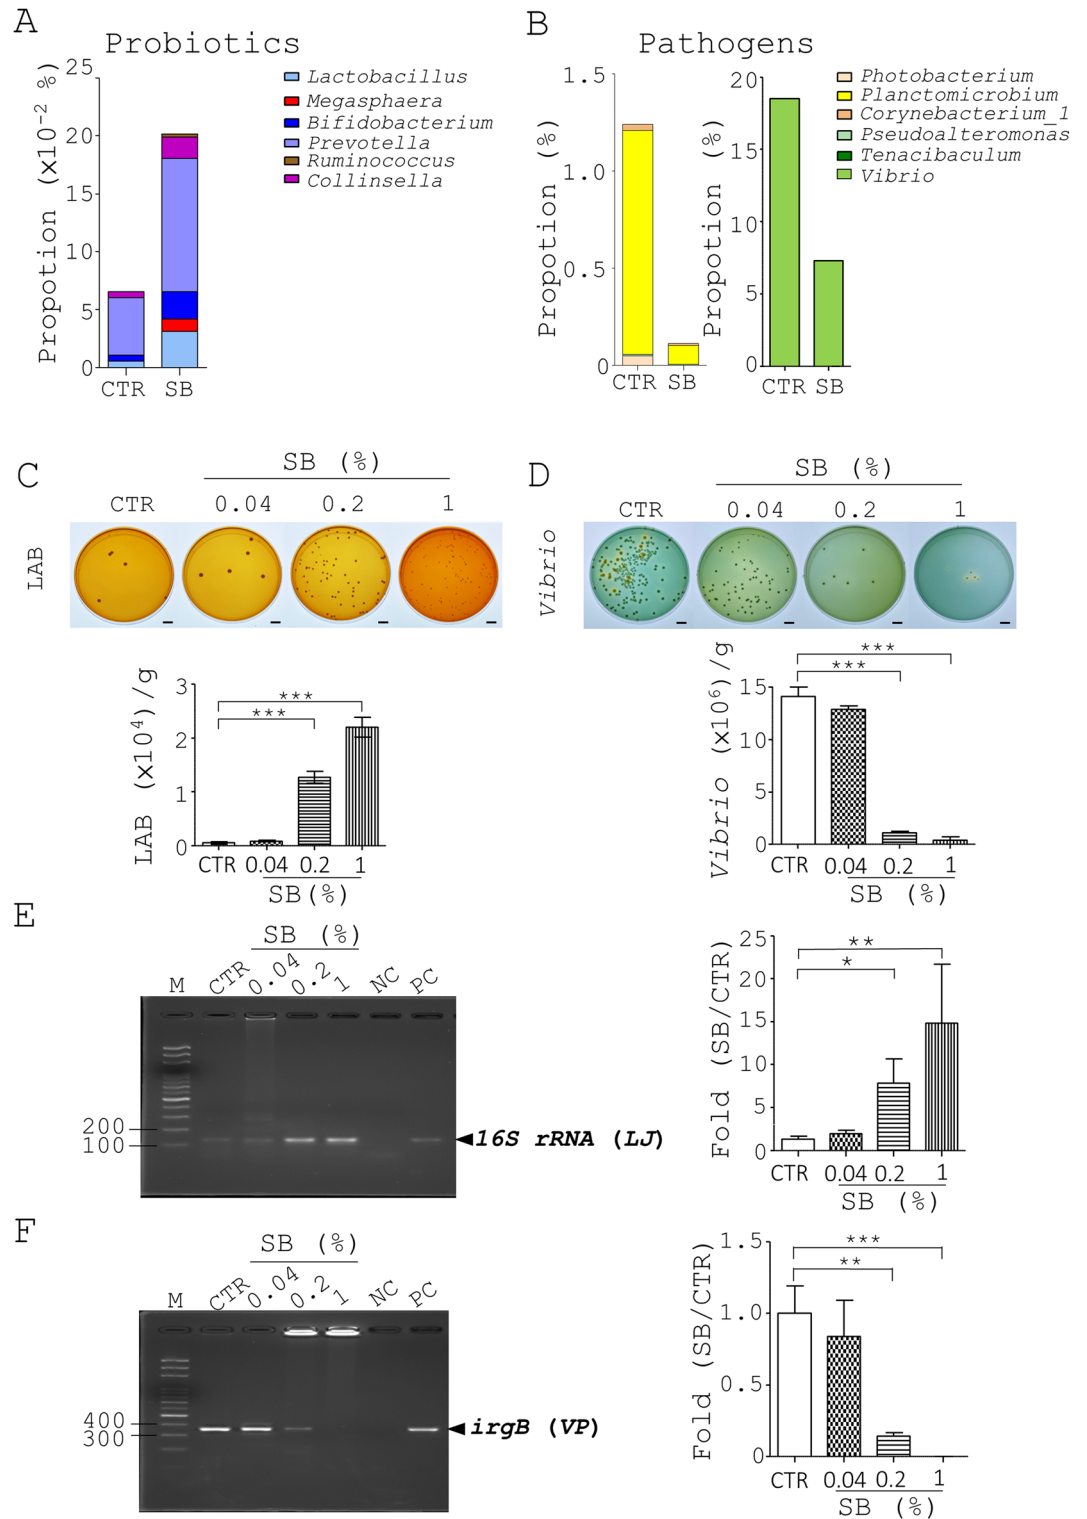 A
Probiotics
Propotion (x10⁻² %)
25
20
15
10
5
0
CTR SB
Lactobacillus
Megasphaera
Bifidobacterium
Prevotella
Ruminococcus
Collinsella
B
Pathogens
Propotion (%)
1.5
1.0
0.5
0
CTR SB
Propotion (%)
20
15
10
5
0
CTR SB
Photobacterium
Planctomicrobium
Corynebacterium_1
Pseudoalteromonas
Tenacibaculum
Vibrio
C
SB (%)
CTR 0.04 0.2 1
LAB
LAB (x10⁴)/g
3
2
1
0
***
***
CTR 0.04 0.2 1
SB(%)
D
SB (%)
CTR 0.04 0.2 1
Vibrio
Vibrio (x10⁶)/g
15
10
5
0
***
***
CTR 0.04 0.2 1
SB (%)
E
SB (%)
M CTR 0.04 0.2 1 NC PC
200
100
16S rRNA (LJ)
Fold (SB/CTR)
25
20
15
10
5
0
**
*
CTR 0.04 0.2 1
SB (%)
F
SB (%)
M CTR 0.04 0.2 1 NC PC
400
300
irgB (VP)
Fold (SB/CTR)
1.5
1.0
0.5
0
***
**
CTR 0.04 0.2 1
SB (%)